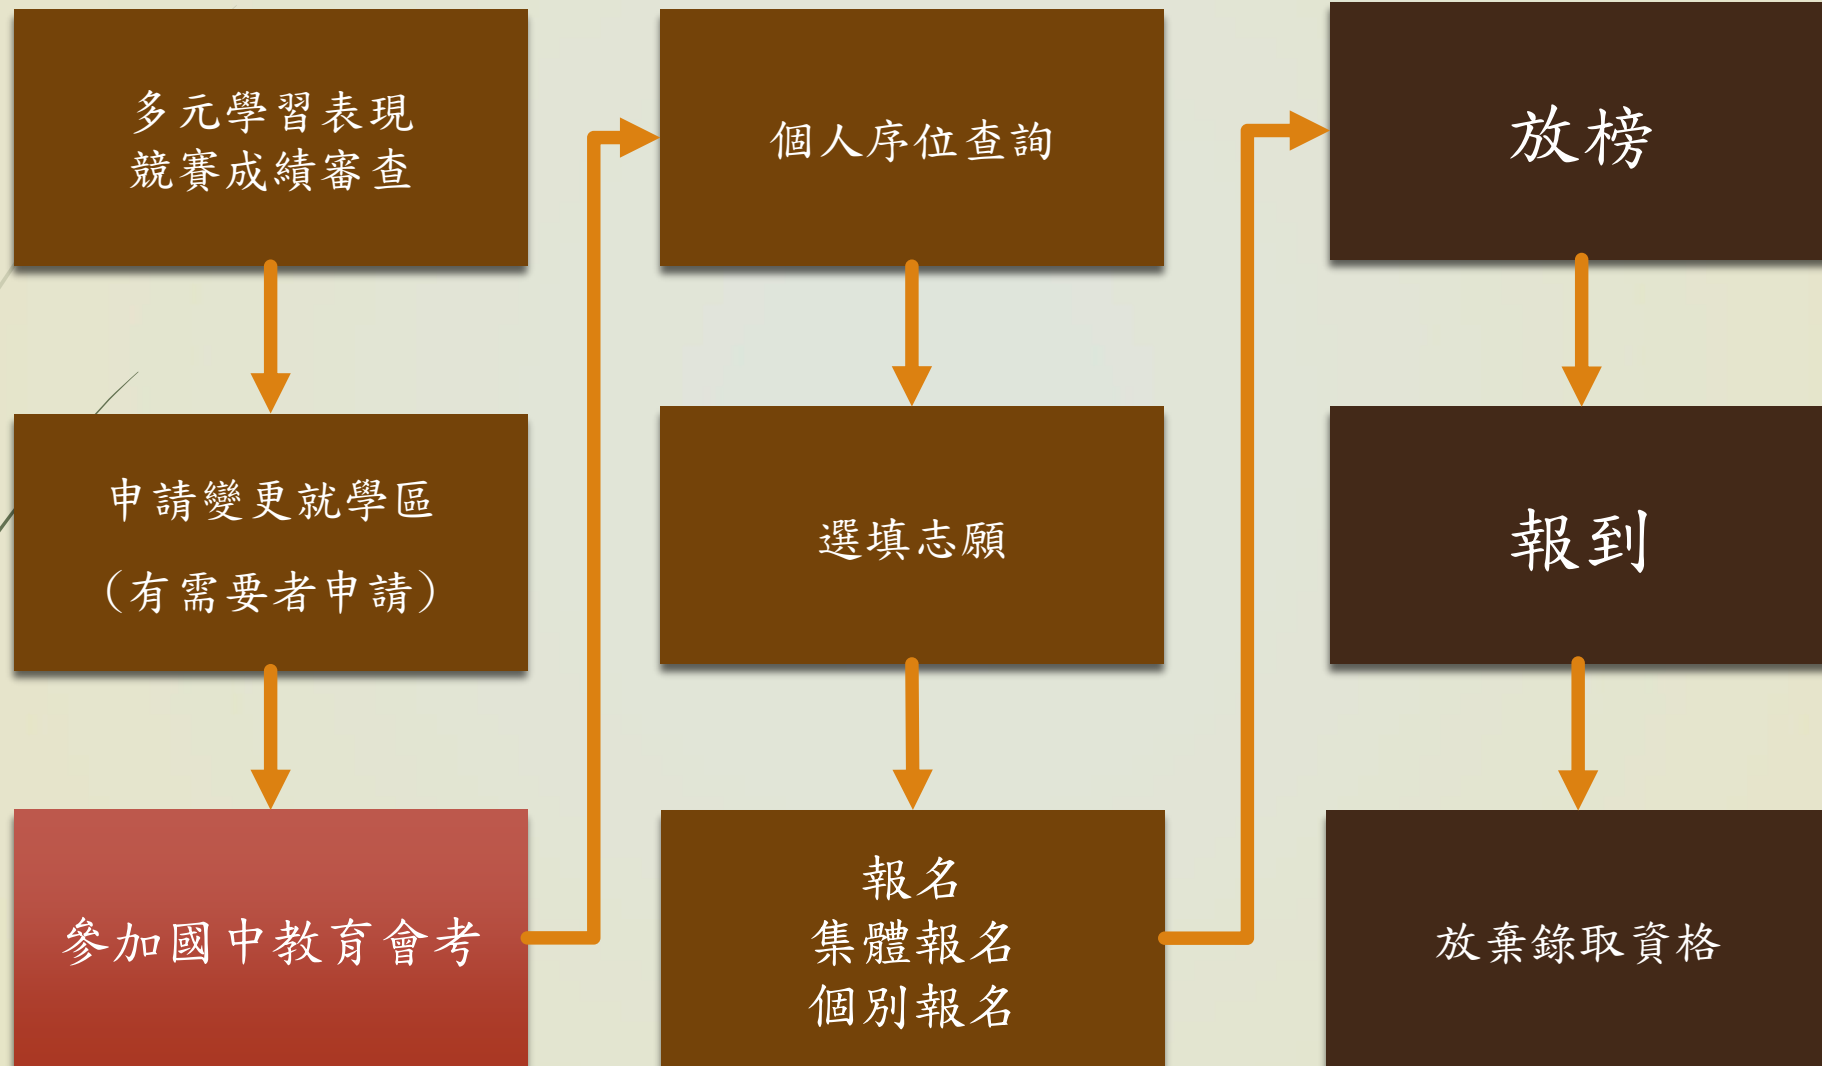 多元學習表現
競賽成績審查
申請變更就學區
（有需要者申請）
參加國中教育會考
個人序位查詢
選填志願
報名
集體報名
個別報名
放榜
報到
放棄錄取資格